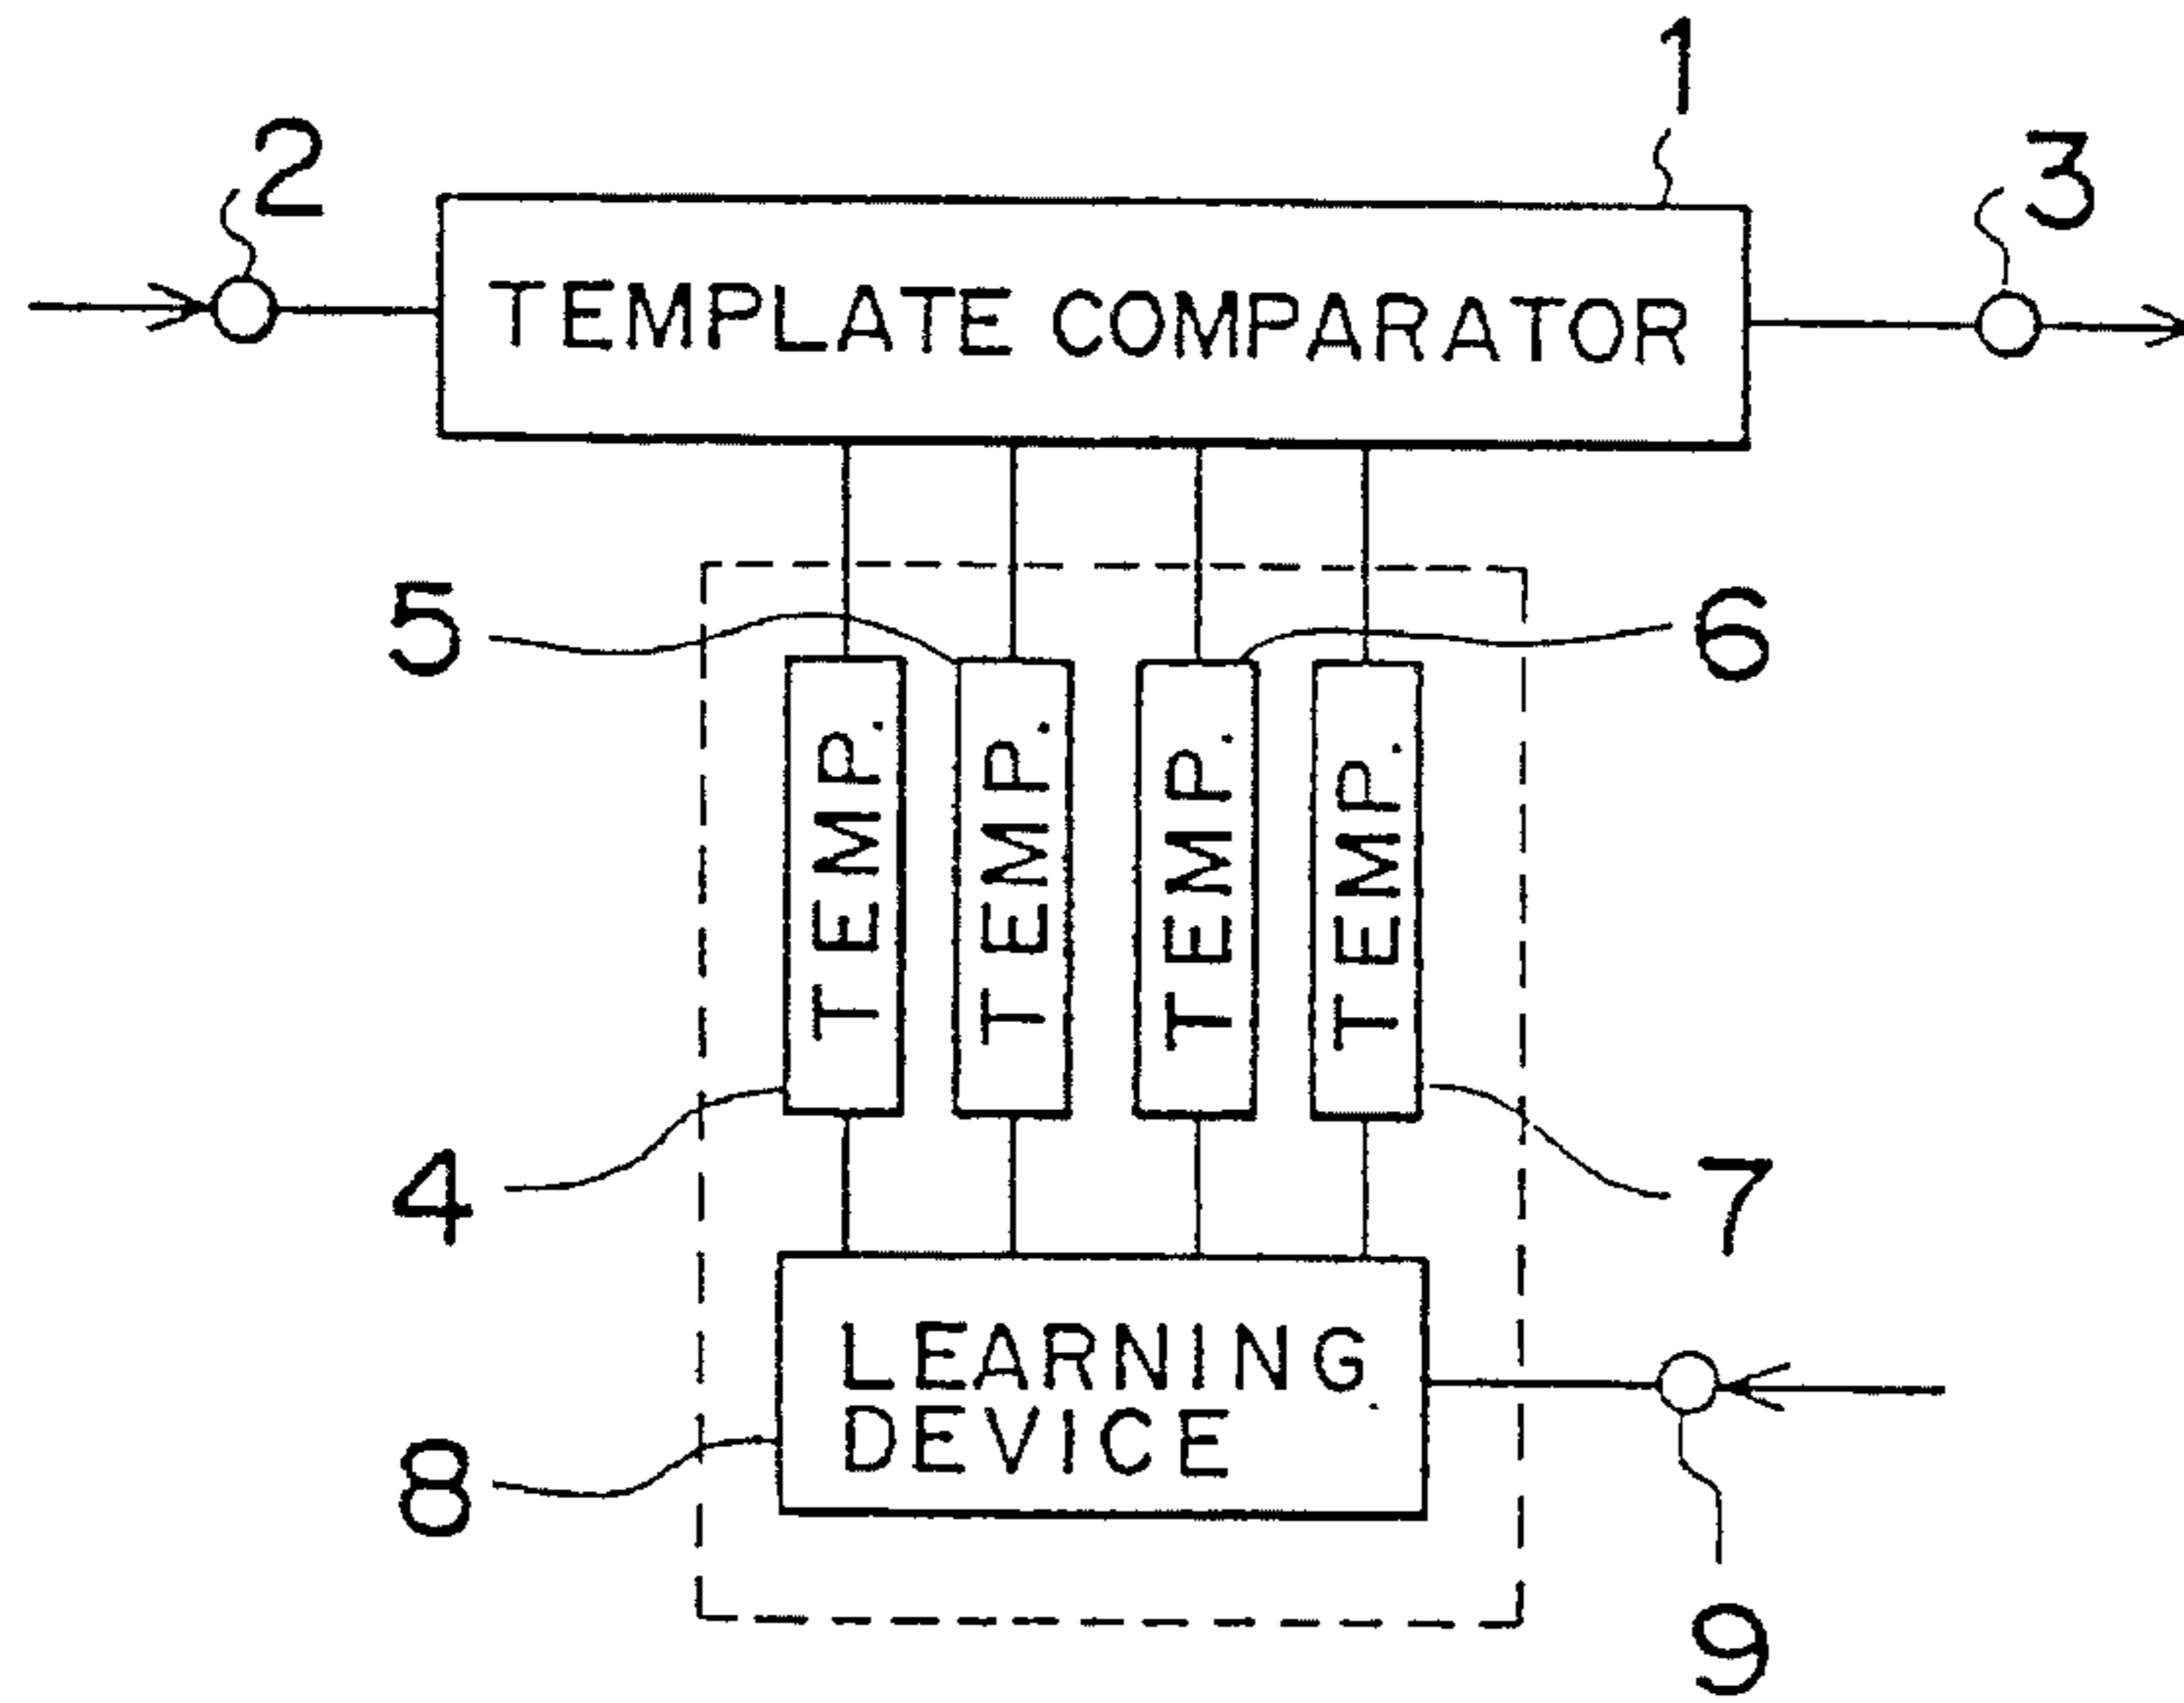 1
2
3
TEMPLATE COMPARATOR
5
6
TEMP.
TEMP.
TEMP.
TEMP.
4
7
LEARNING
DEVICE
8
9